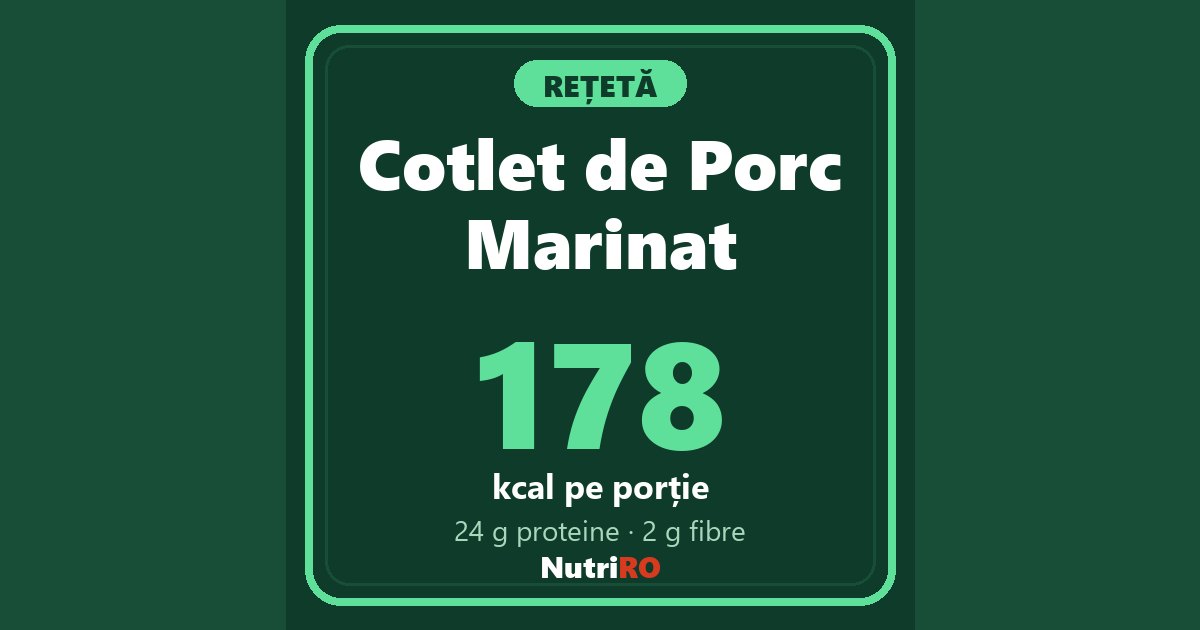 REȚETĂ
Cotlet de Porc
Marinat
178
kcal pe porție
24 g proteine · 2 g fibre
NutriRO